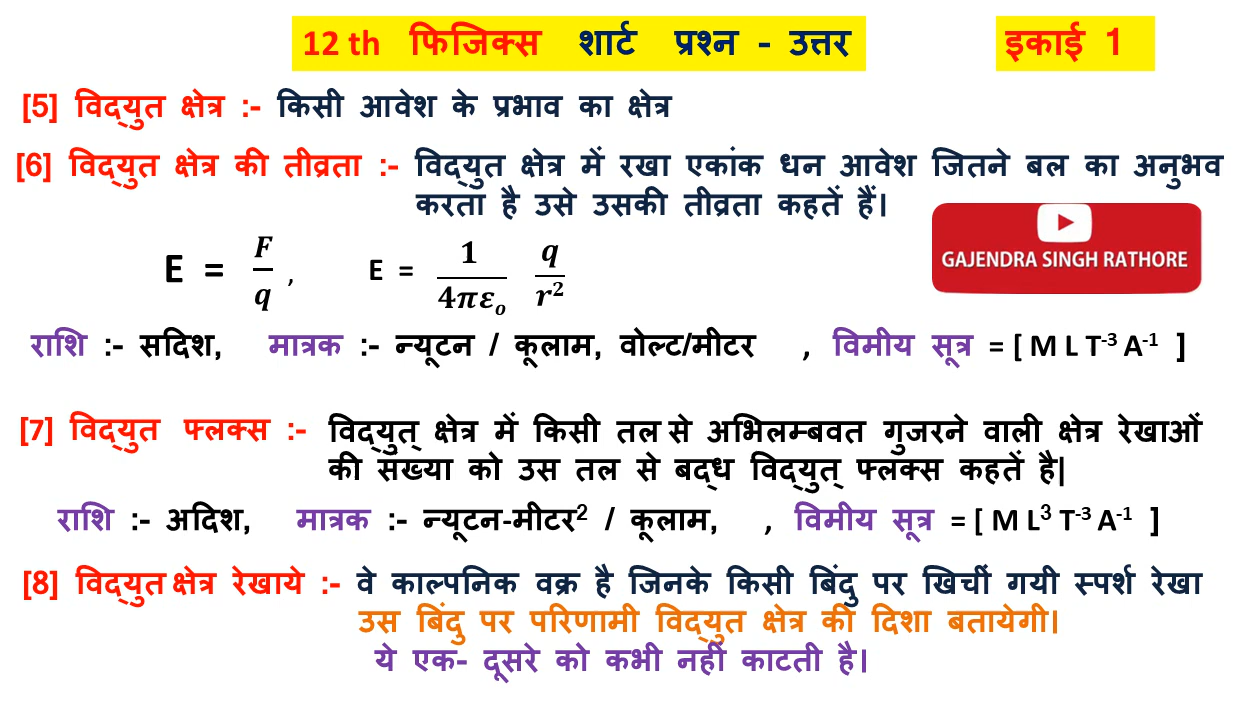 12 th फिजिक्स शार्ट प्रश्न - उत्तर इकाई 1
[5] विद्युत क्षेत्र :- किसी आवेश के प्रभाव का क्षेत्र
[6] विद्युत क्षेत्र की तीव्रता :- विद्युत क्षेत्र में रखा एकांक धन आवेश जितने बल का अनुभव
करता है उसे उसकी तीव्रता कहतें हैं।
GAJENDRA SINGH RATHORE
E = F/q , E = 1/4πεₒ q/r²
राशि :- सदिश, मात्रक :- न्यूटन / कूलाम, वोल्ट/मीटर , विमीय सूत्र = [ M L T⁻³ A⁻¹ ]
[7] विद्युत फ्लक्स :- विद्युत् क्षेत्र में किसी तल से अभिलम्बवत गुजरने वाली क्षेत्र रेखाओं
की सख्या को उस तल से बद्ध विद्युत् फ्लक्स कहतें है|
राशि :- अदिश, मात्रक :- न्यूटन-मीटर² / कूलाम, , विमीय सूत्र = [ M L³ T⁻³ A⁻¹ ]
[8] विद्युत क्षेत्र रेखाये :- वे काल्पनिक वक्र है जिनके किसी बिंदु पर खिचीं गयी स्पर्श रेखा
उस बिंदु पर परिणामी विद्युत क्षेत्र की दिशा बतायेगी।
ये एक- दूसरे को कभी नहीं काटती है।